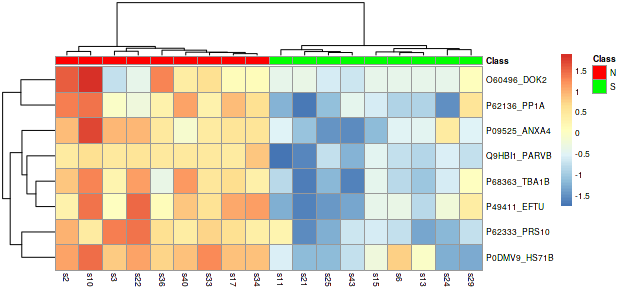 Class
O60496_DOK2
P62136_PP1A
P09525_ANXA4
Q9HBI1_PARVB
P68363_TBA1B
P49411_EFTU
P62333_PRS10
P0DMV9_HS71B
s2 s10 s3 s22 s36 s40 s33 s17 s34 s11 s21 s25 s43 s15 s6 s13 s24 s29
1.5
1
0.5
0
-0.5
-1
-1.5
Class
N
S